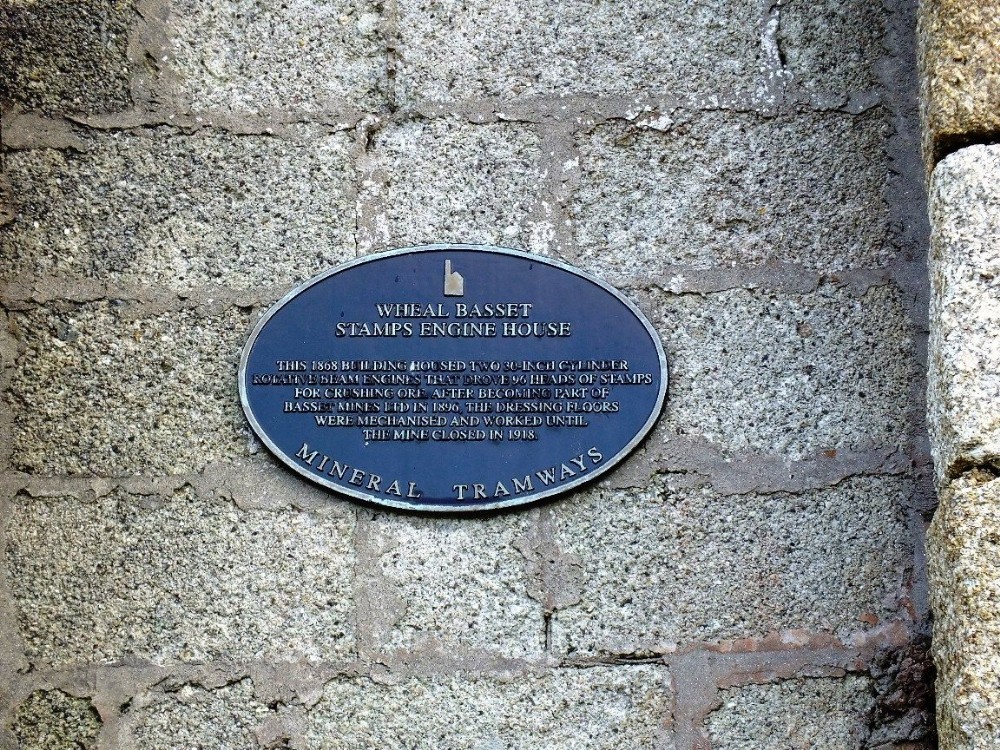 WHEAL BASSET
STAMPS ENGINE HOUSE
THIS 1868 BUILDING HOUSED TWO 30-INCH CYLINDER
ROTATIVE BEAM ENGINES THAT DROVE 96 HEADS OF STAMPS
FOR CRUSHING ORE. AFTER BECOMING PART OF
BASSET MINES LTD IN 1896, THE DRESSING FLOORS
WERE MECHANISED AND WORKED UNTIL
THE MINE CLOSED IN 1918.
MINERAL TRAMWAYS